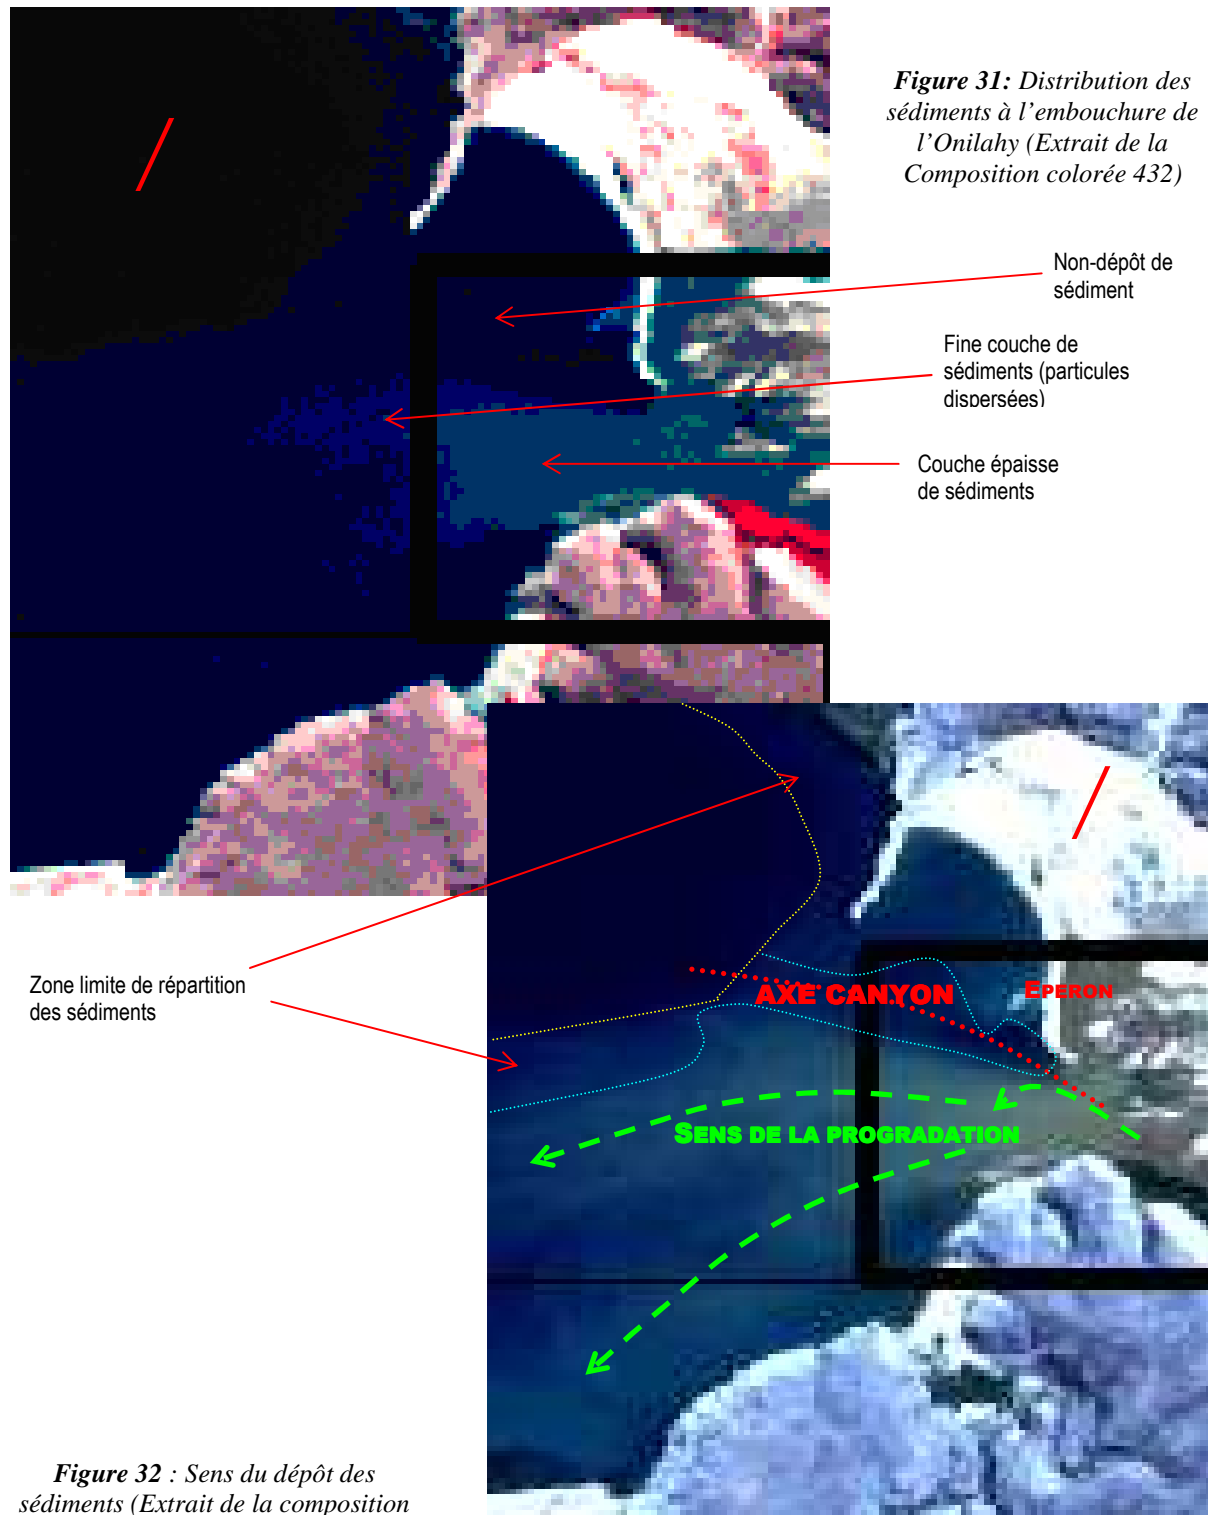 Figure 31: Distribution des
sédiments à l’embouchure de
l’Onilahy (Extrait de la
Composition colorée 432)
Non-dépôt de
sédiment
Fine couche de
sédiments (particules
dispersées)
Couche épaisse
de sédiments
Zone limite de répartition
des sédiments
AXE CANYON
EPERON
SENS DE LA PROGRADATION
Figure 32 : Sens du dépôt des
sédiments (Extrait de la composition